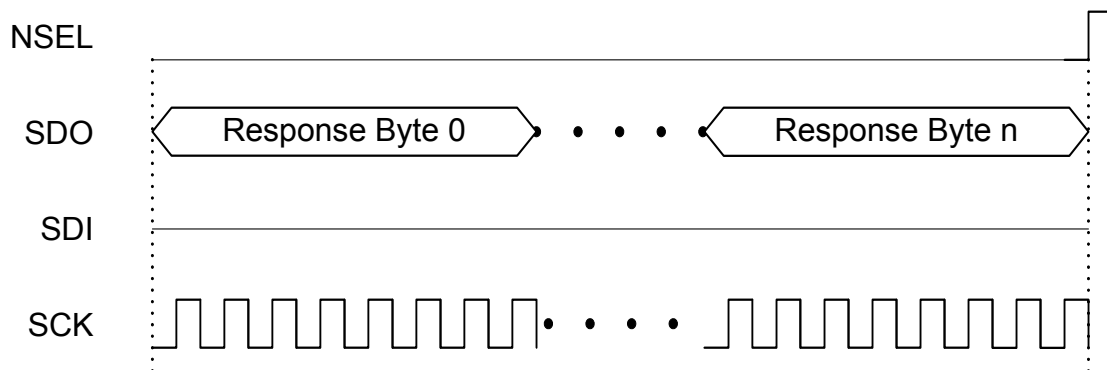 NSEL
SDO Response Byte 0 Response Byte n
SDI
SCK